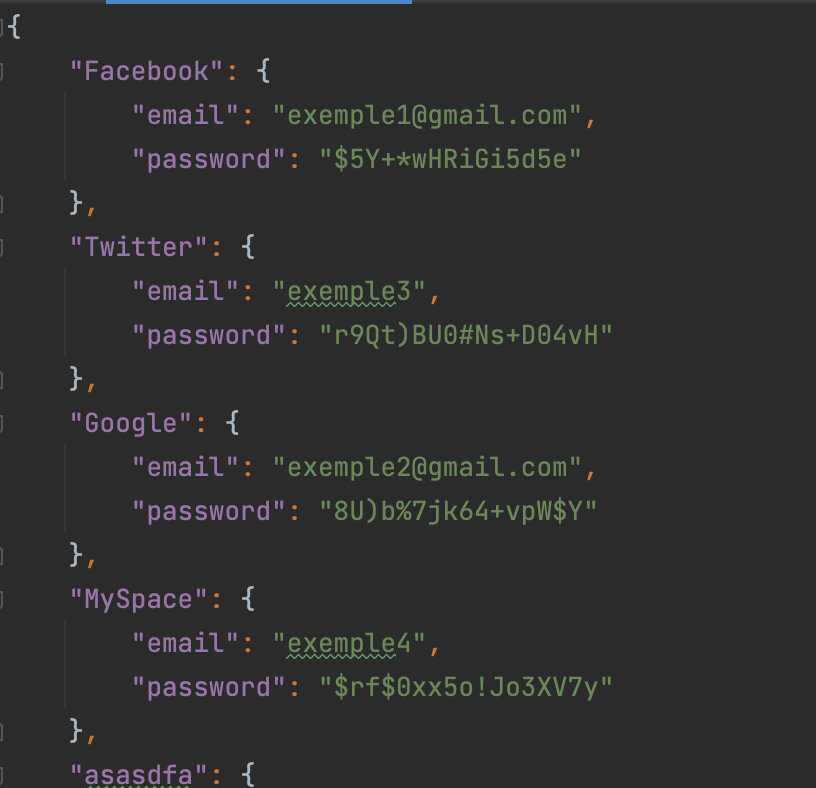 {
"Facebook": {
"email": "exemple1@gmail.com",
"password": "$5Y+*wHRiGi5d5e"
},
"Twitter": {
"email": "exemple3",
"password": "r9Qt)BU0#Ns+D04vH"
},
"Google": {
"email": "exemple2@gmail.com",
"password": "8U)b%7jk64+vpW$Y"
},
"MySpace": {
"email": "exemple4",
"password": "$rf$0xx5o!Jo3XV7y"
},
"asasdfa": {